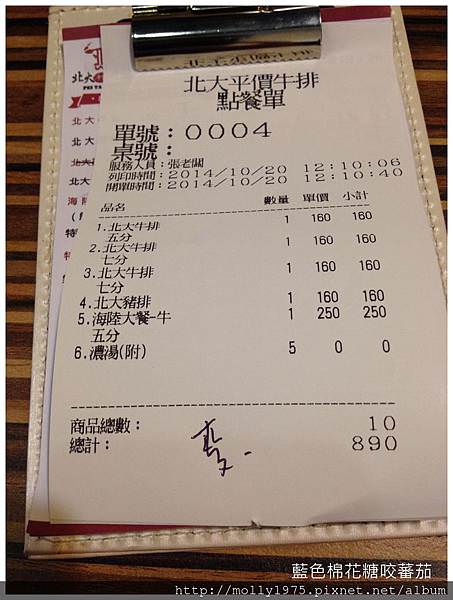 北大平價牛排
點餐單
單號：0004
桌號：
服務人員：張老闆
列印時間：2014/10/20 12:10:06
開單時間：2014/10/20 12:10:40
品名 數量 單價 小計
1.北大牛排 1 160 160
五分
2.北大牛排 1 160 160
七分
3.北大牛排 1 160 160
七分
4.北大豬排 1 160 160
5.海陸大餐-牛 1 250 250
五分
6.濃湯(附) 5 0 0
商品總數： 10
總計： 890
藍色棉花糖咬蕃茄
http://molly1975.pixnet.net/album